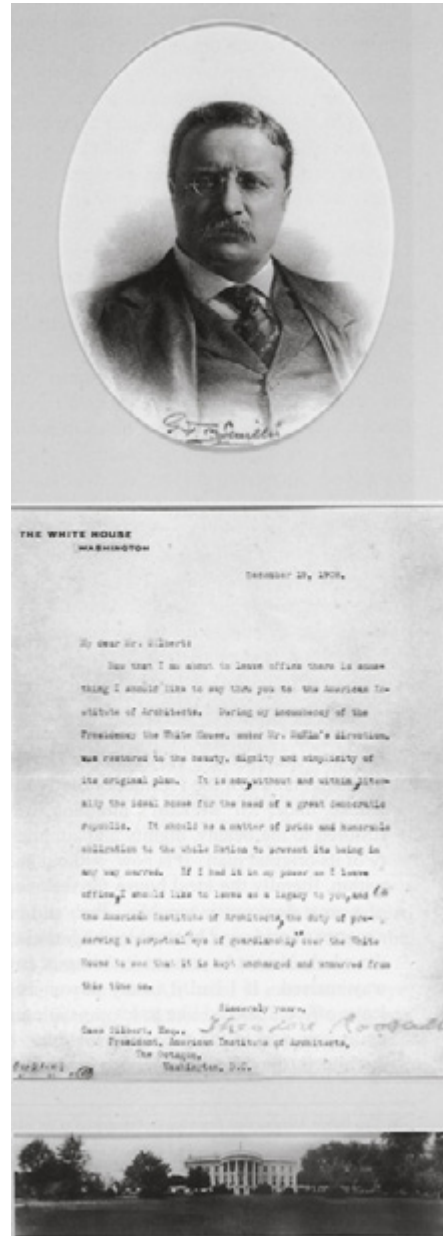 THE WHITE HOUSE
WASHINGTON
December 19, 1908.
My dear Mr. Gilbert:
Now that I am about to leave office there is some-
thing I should like to say thru you to the American In-
stitute of Architects. During my incumbency of the
Presidency the White House, under Mr. McKim's direction,
was restored to the beauty, dignity and simplicity of
its original plan. It is now, without and within, liter-
ally the ideal house for the head of a great democratic
republic. It should be a matter of pride and honorable
obligation to the whole Nation to prevent its being in
any way marred. If I had it in my power as I leave
office, I should like to leave as a legacy to you, and to
the American Institute of Architects, the duty of pre-
serving a perpetual "eye of guardianship" over the White
House to see that it is kept unchanged and unmarred from
this time on.
Sincerely yours,
Theodore Roosevelt
Cass Gilbert, Esq.,
President, American Institute of Architects,
The Octagon,
Washington, D.C.